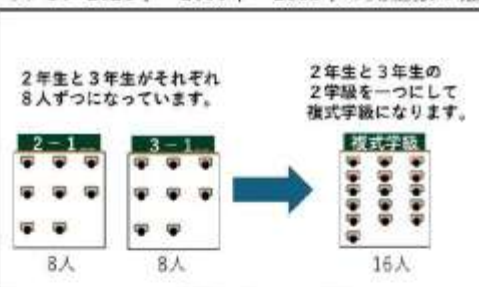 2年生と3年生がそれぞれ
8人ずつになっています。
2年生と3年生の
2学級を一つにして
複式学級になります。
2-1
3-1
複式学級
8人
8人
16人